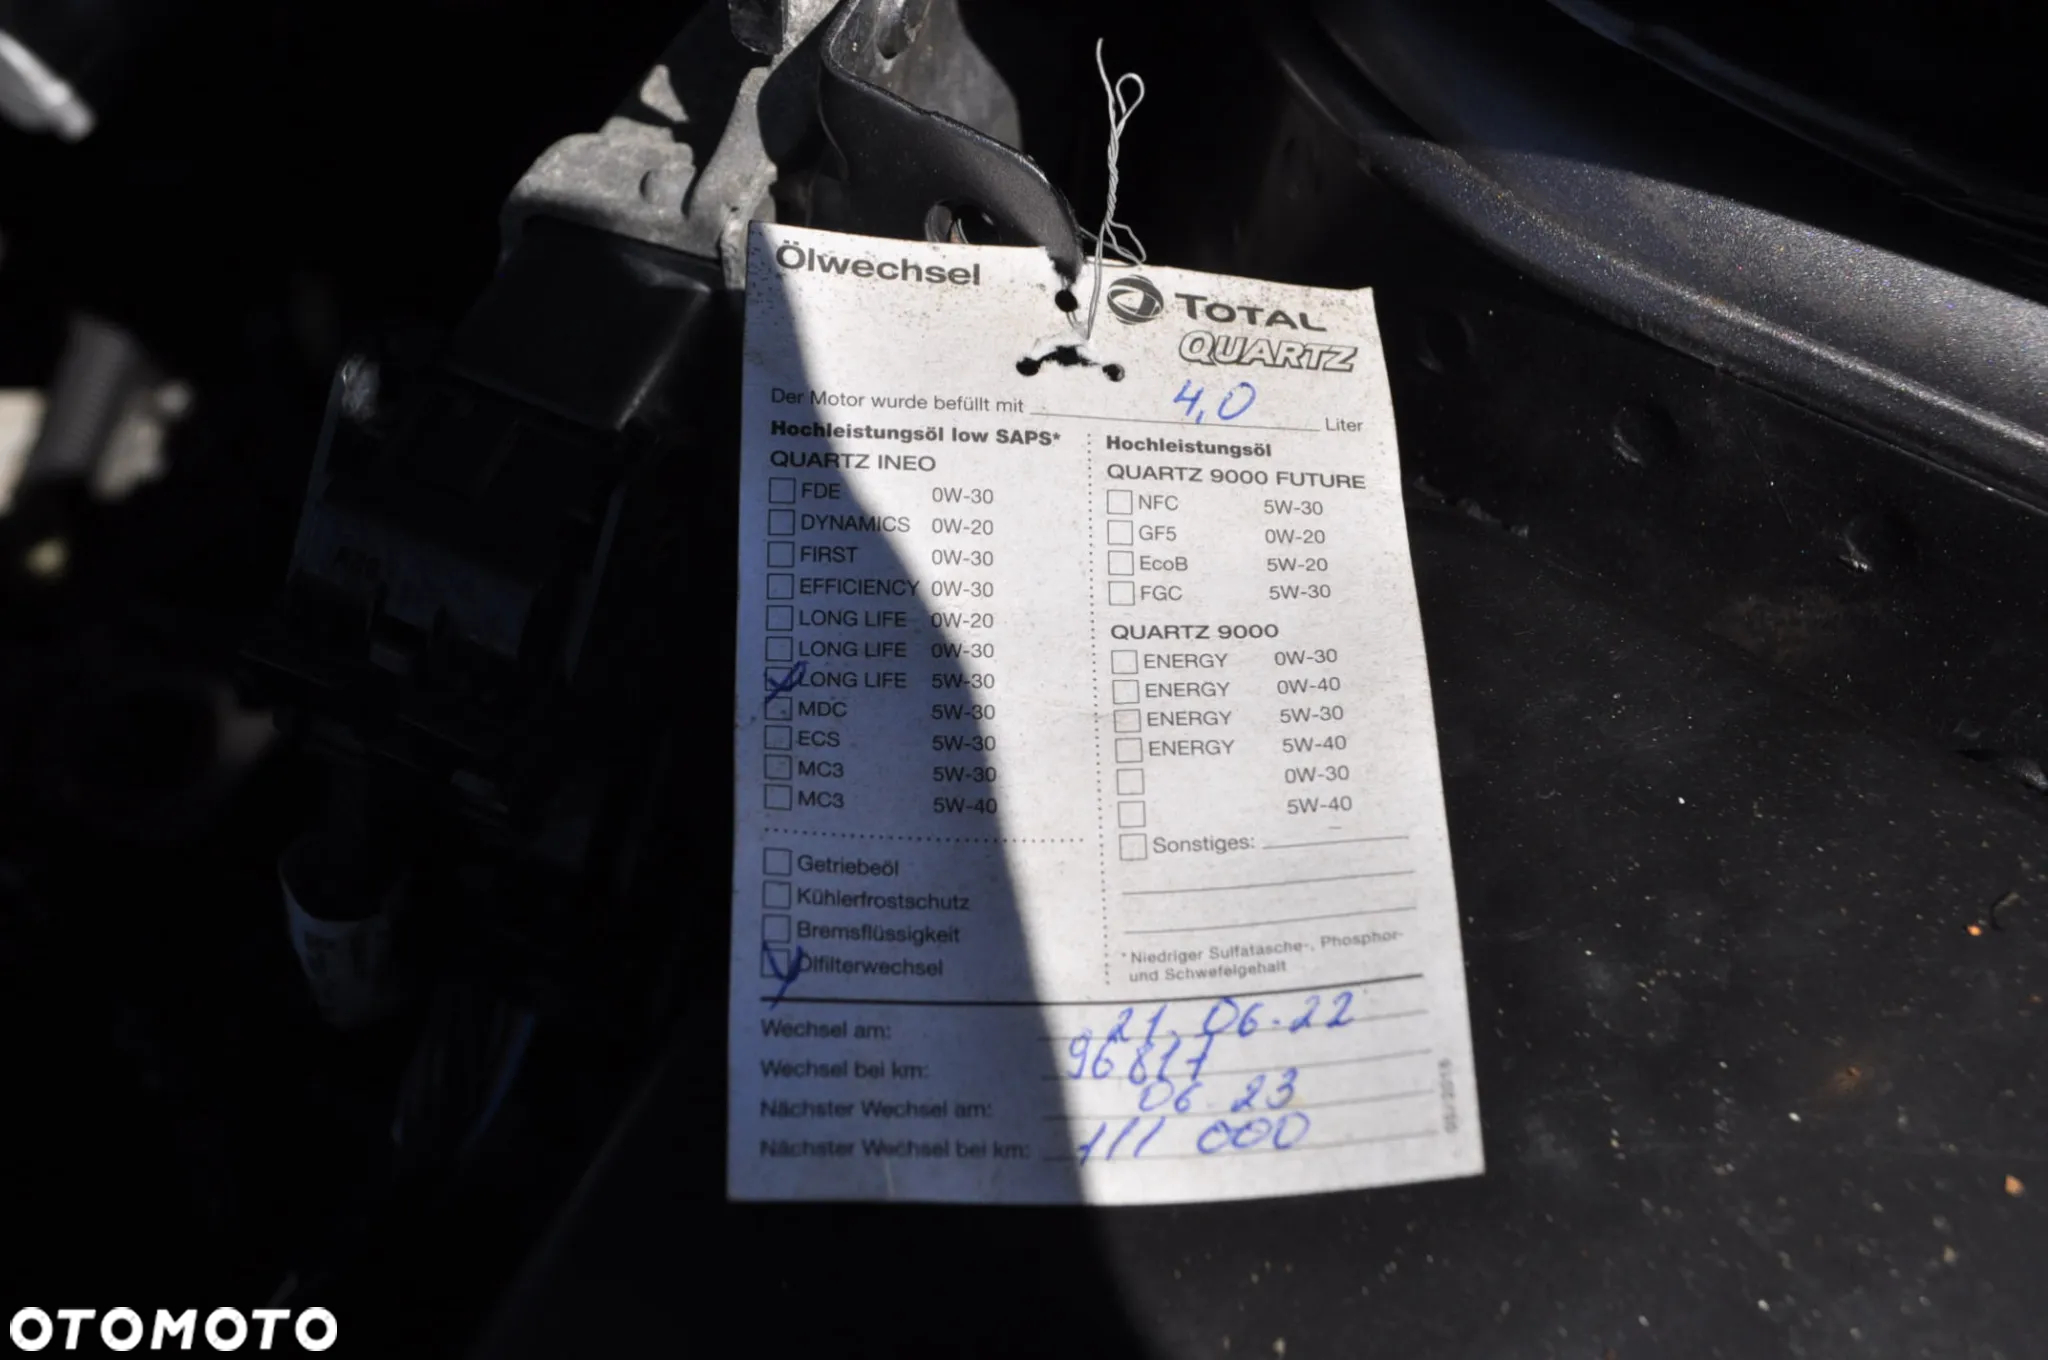 Ölwechsel
TOTAL
QUARTZ
Der Motor wurde befüllt mit 4,0 Liter
Hochleistungsöl low SAPS*
QUARTZ INEO
FDE 0W-30
DYNAMICS 0W-20
FIRST 0W-30
EFFICIENCY 0W-30
LONG LIFE 0W-20
LONG LIFE 0W-30
LONG LIFE 5W-30
MDC 5W-30
ECS 5W-30
MC3 5W-30
MC3 5W-40
Getriebeöl
Kühlerfrostschutz
Bremsflüssigkeit
Ölfilterwechsel
Hochleistungsöl
QUARTZ 9000 FUTURE
NFC 5W-30
GF5 0W-20
EcoB 5W-20
FGC 5W-30
QUARTZ 9000
ENERGY 0W-30
ENERGY 0W-40
ENERGY 5W-30
ENERGY 5W-40
0W-30
5W-40
Sonstiges:
*Niedriger Sulfatasche-, Phosphor-
und Schwefelgehalt
Wechsel am: 21.06.22
Wechsel bei km: 96817
Nächster Wechsel am: 06 23
Nächster Wechsel bei km: 111 000
OTOMOTO